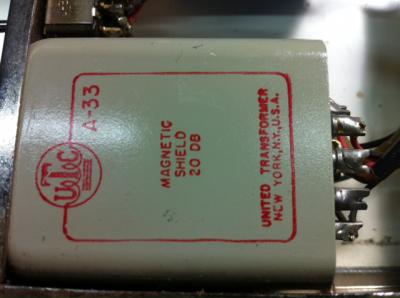 UTC
A-33
MAGNETIC
SHIELD
20 DB
UNITED TRANSFORMER
NEW YORK, N.Y., U.S.A.